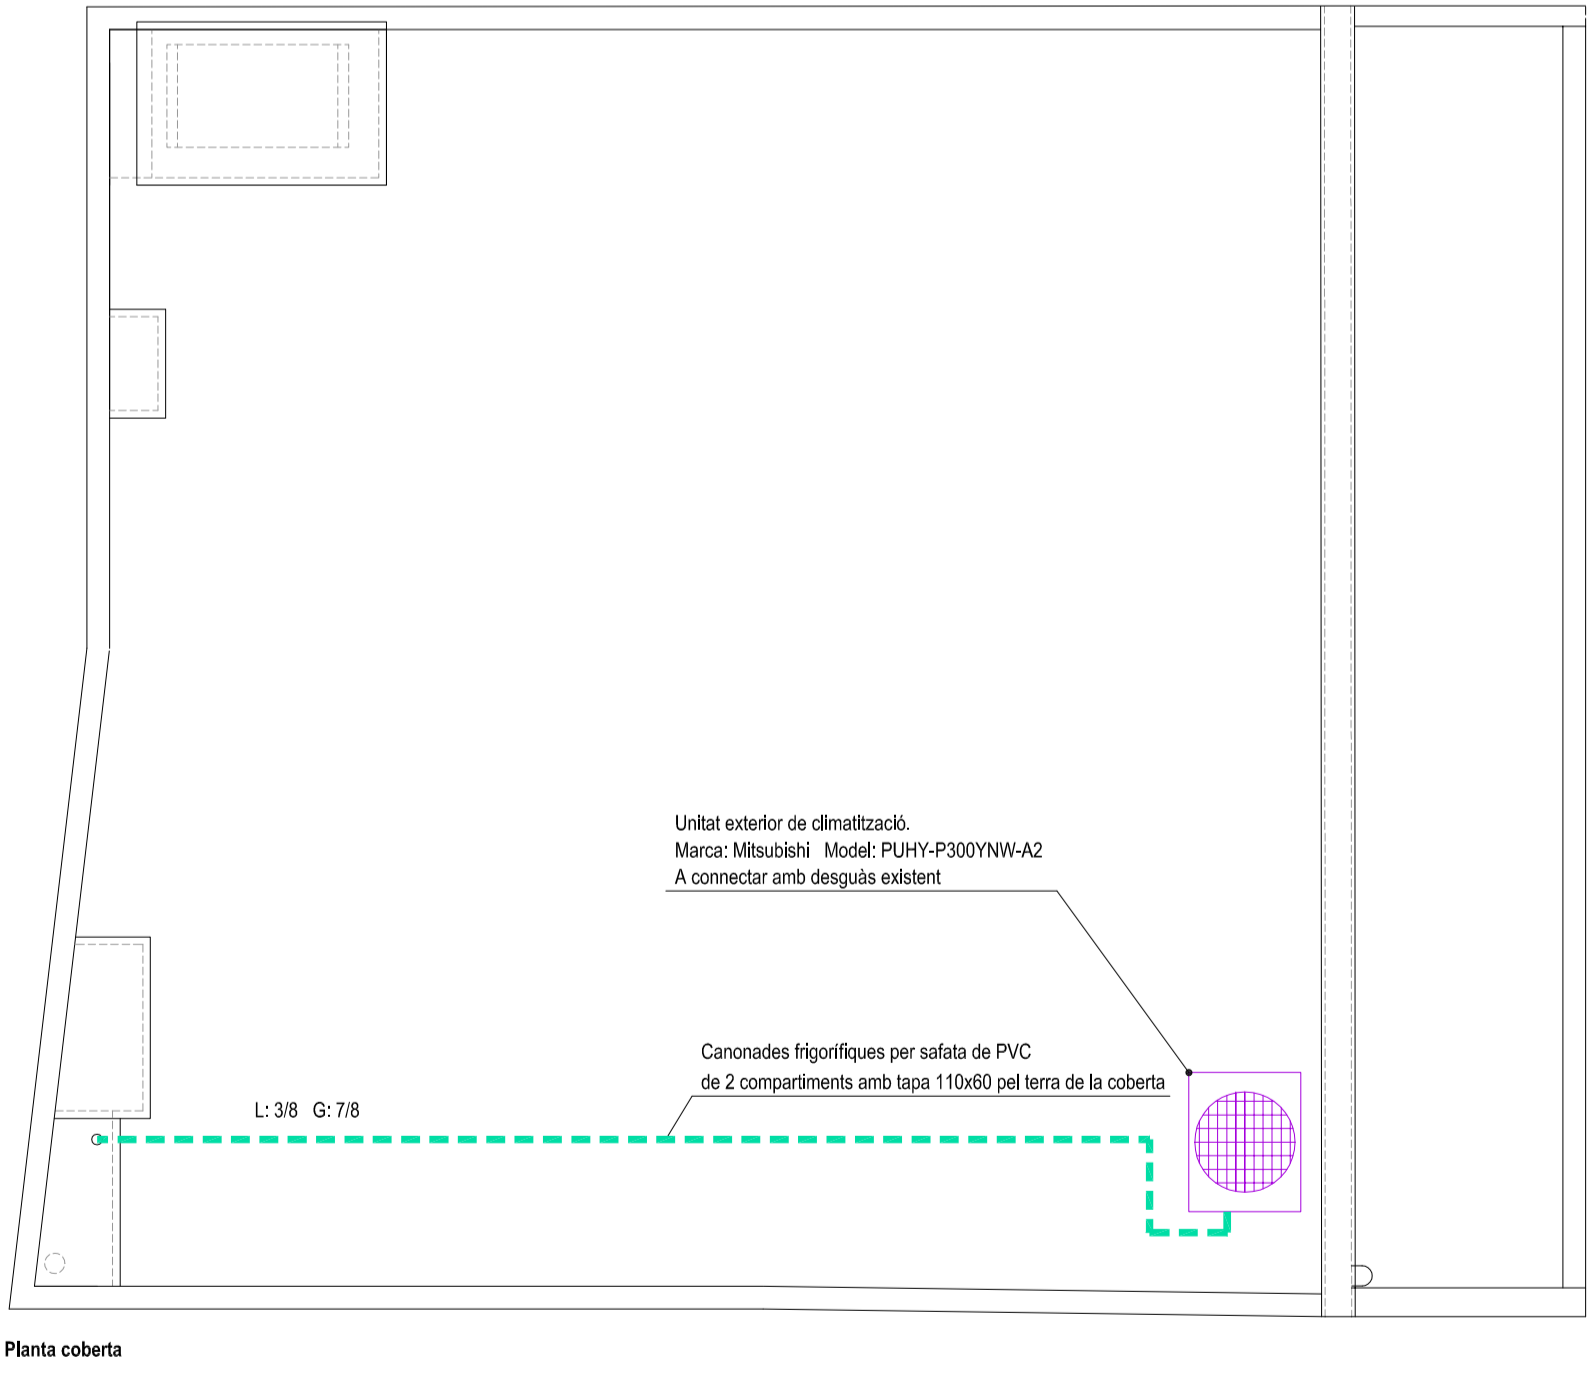 Unitat exterior de climatització.
Marca: Mitsubishi   Model: PUHY-P300YNW-A2
A connectar amb desguàs existent
Canonades frigorífiques per safata de PVC
de 2 compartiments amb tapa 110x60 pel terra de la coberta
L: 3/8   G: 7/8
Planta coberta